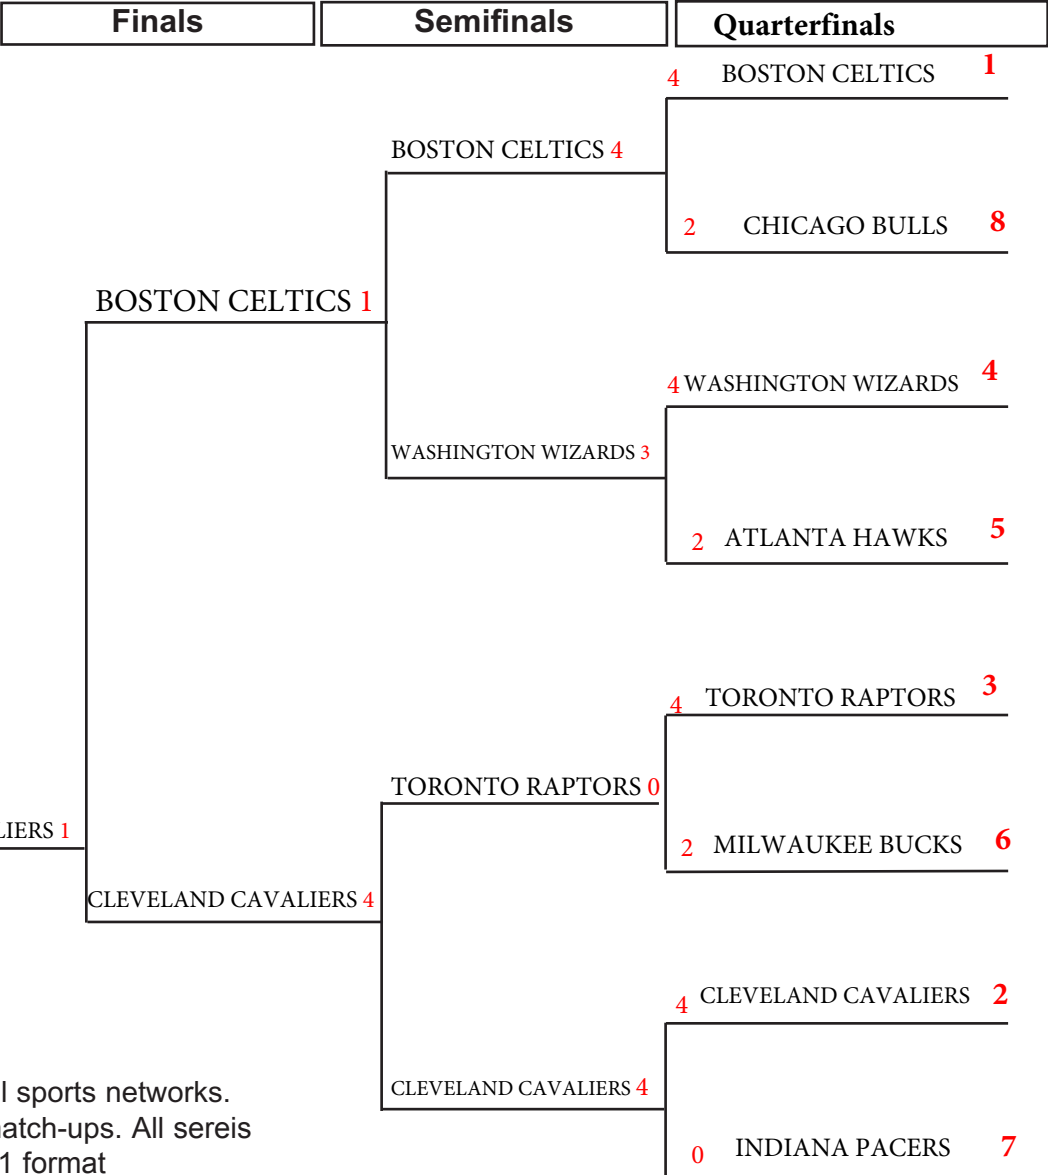 Finals Semifinals Quarterfinals
4 BOSTON CELTICS 1
BOSTON CELTICS 4
2 CHICAGO BULLS 8
BOSTON CELTICS 1
4 WASHINGTON WIZARDS 4
WASHINGTON WIZARDS 3
2 ATLANTA HAWKS 5
4 TORONTO RAPTORS 3
TORONTO RAPTORS 0
LIERS 1
2 MILWAUKEE BUCKS 6
CLEVELAND CAVALIERS 4
4 CLEVELAND CAVALIERS 2
CLEVELAND CAVALIERS 4
l sports networks.
natch-ups. All sereis
0 INDIANA PACERS 7
1 format